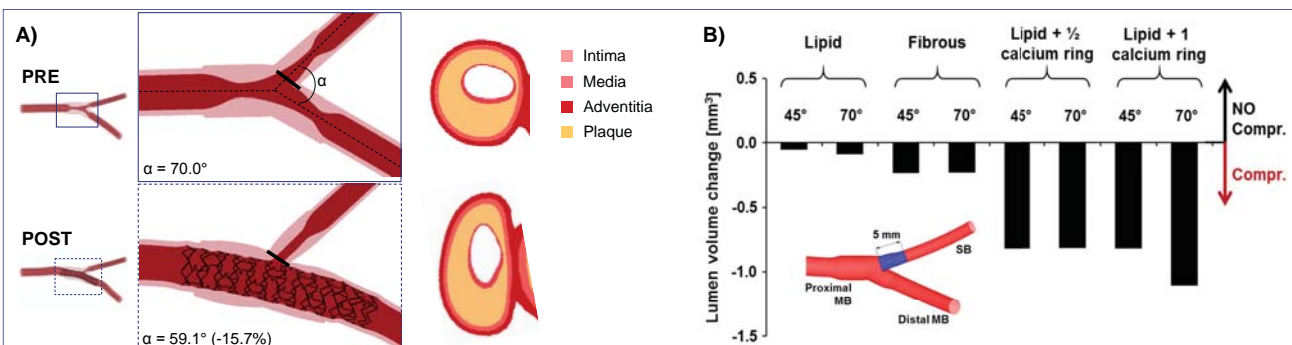 A)
PRE
α
α = 70.0°
POST
α = 59.1° (-15.7%)
Intima
Media
Adventitia
Plaque
B)
Lipid
Fibrous
Lipid + ½
calcium ring
Lipid + 1
calcium ring
45° 70° 45° 70° 45° 70° 45° 70°
Lumen volume change [mm³]
0.5
0.0
-0.5
-1.0
-1.5
NO
Compr.
Compr.
5 mm
SB
Proximal
MB
Distal MB